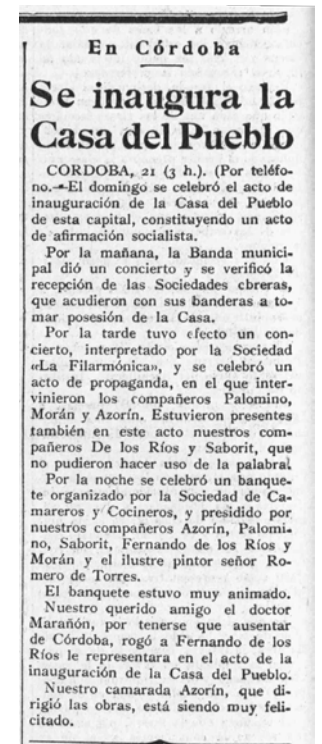 En Córdoba
Se inaugura la
Casa del Pueblo
CORDOBA, 21 (3 h.). (Por teléfo-
no.—El domingo se celebró el acto de
inauguración de la Casa del Pueblo
de esta capital, constituyendo un acto
de afirmación socialista.
Por la mañana, la Banda munici-
pal dió un concierto y se verificó la
recepción de las Sociedades obreras,
que acudieron con sus banderas a to-
mar posesión de la Casa.
Por la tarde tuvo efecto un con-
cierto, interpretado por la Sociedad
«La Filarmónica», y se celebró un
acto de propaganda, en el que inter-
vinieron los compañeros Palomino,
Morán y Azorín. Estuvieron presentes
también en este acto nuestros com-
pañeros De los Ríos y Saborit, que
no pudieron hacer uso de la palabra.
Por la noche se celebró un banque-
te organizado por la Sociedad de Ca-
mareros y Cocineros, y presidido por
nuestros compañeros Azorín, Palomi-
no, Saborit, Fernando de los Ríos y
Morán y el ilustre pintor señor Ro-
mero de Torres.
El banquete estuvo muy animado.
Nuestro querido amigo el doctor
Marañón, por tenerse que ausentar
de Córdoba, rogó a Fernando de los
Ríos le representara en el acto de la
inauguración de la Casa del Pueblo.
Nuestro camarada Azorín, que di-
rigió las obras, está siendo muy feli-
citado.